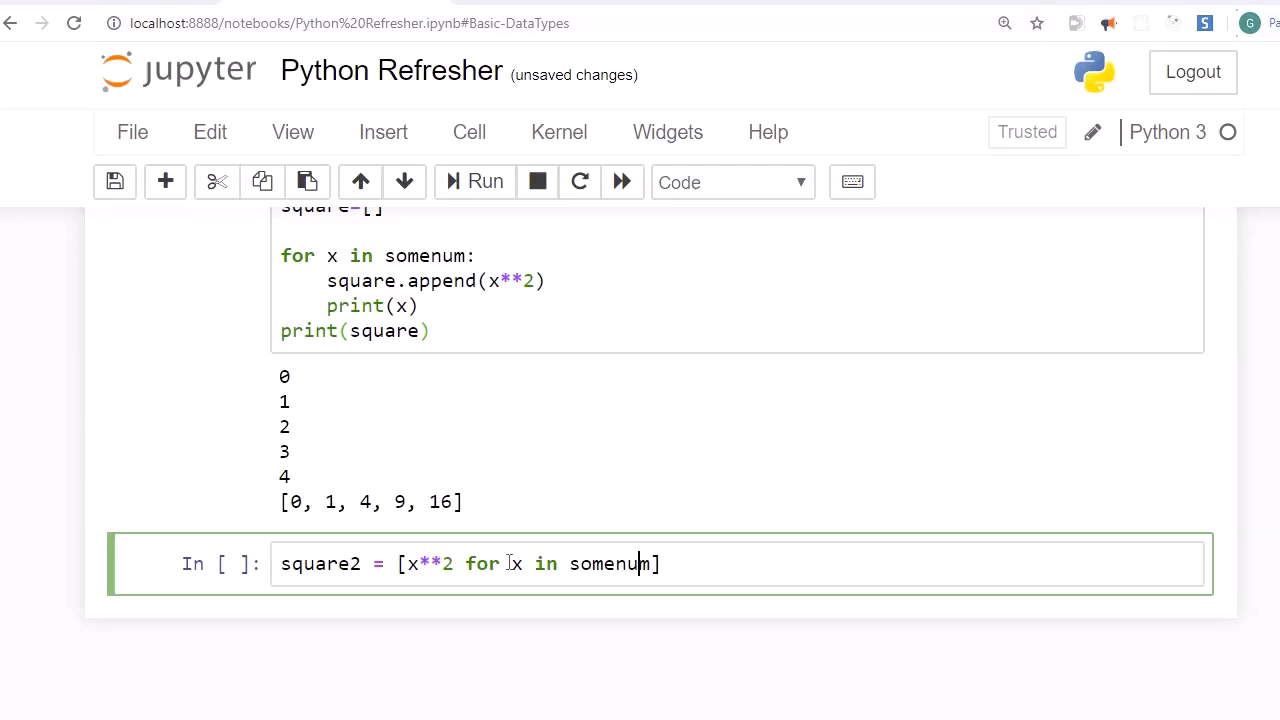 localhost:8888/notebooks/Python%20Refresher.ipynb#Basic-DataTypes
S
G
Pa
jupyter Python Refresher (unsaved changes)
Logout
File Edit View Insert Cell Kernel Widgets Help
Trusted
Python 3
Run
Code
square=[]
for x in somenum:
    square.append(x**2)
    print(x)
print(square)
0
1
2
3
4
[0, 1, 4, 9, 16]
In [ ]: square2 = [x**2 for x in somenum]